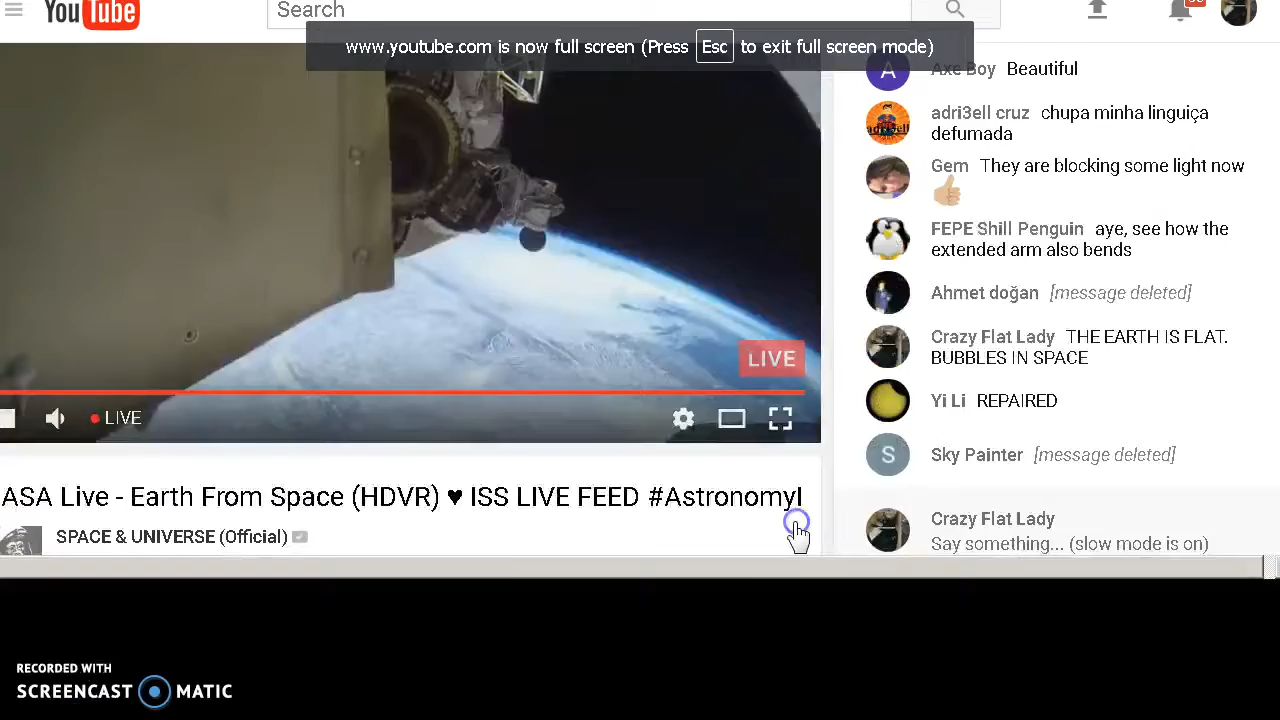 YouTube
Search
www.youtube.com is now full screen (Press Esc to exit full screen mode)
A
Axe Boy Beautiful
adri3ell cruz chupa minha linguiça
defumada
Gem They are blocking some light now
FEPE Shill Penguin aye, see how the
extended arm also bends
Ahmet doğan [message deleted]
Crazy Flat Lady THE EARTH IS FLAT.
BUBBLES IN SPACE
LIVE
Yi Li REPAIRED
LIVE
S
Sky Painter [message deleted]
ASA Live - Earth From Space (HDVR) ♥ ISS LIVE FEED #Astronomy
Crazy Flat Lady
SPACE & UNIVERSE (Official)
Say something... (slow mode is on)
RECORDED WITH
SCREENCAST MATIC